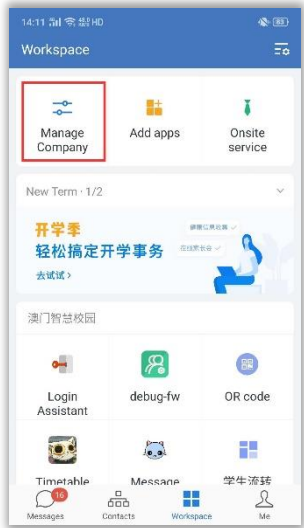 14:11
HD
83
Workspace
Manage Company
Add apps
Onsite service
New Term · 1/2
开学季
轻松搞定开学事务
去试试 >
澳门智慧校园
Login Assistant
debug-fw
QR code
Timetable
Message
学生流转
16
Messages
Contacts
Workspace
Me